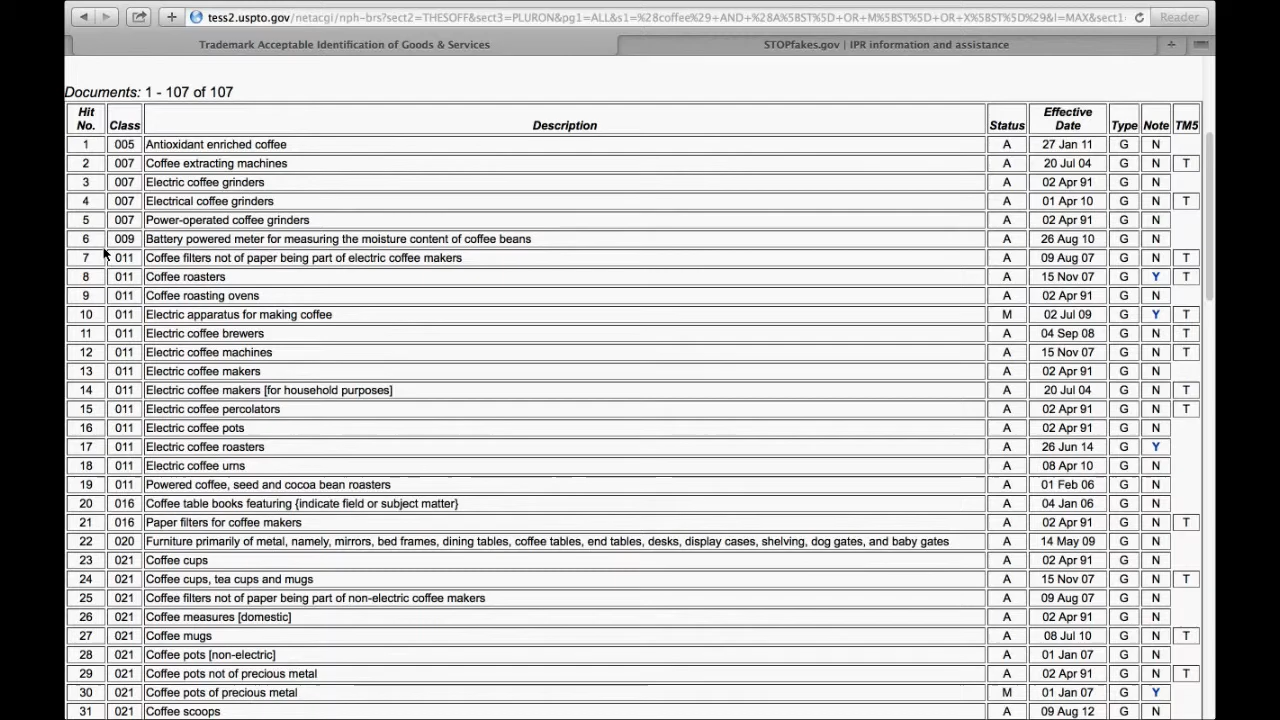 tess2.uspto.gov/netacgi/nph-brs?sect2=THESOFF&sect3=PLURON&pg1=ALL&s1=%28coffee%29+AND+%28A%5BST%5D+OR+M%5BST%5D+OR+X%5BST%5D%29&l=MAX&sect1 Reader
Trademark Acceptable Identification of Goods & Services STOPfakes.gov | IPR information and assistance
Documents: 1 - 107 of 107
Hit No. Class Description Status Effective Date Type Note TM5
1 005 Antioxidant enriched coffee A 27 Jan 11 G N
2 007 Coffee extracting machines A 20 Jul 04 G N T
3 007 Electric coffee grinders A 02 Apr 91 G N
4 007 Electrical coffee grinders A 01 Apr 10 G N T
5 007 Power-operated coffee grinders A 02 Apr 91 G N
6 009 Battery powered meter for measuring the moisture content of coffee beans A 26 Aug 10 G N
7 011 Coffee filters not of paper being part of electric coffee makers A 09 Aug 07 G N T
8 011 Coffee roasters A 15 Nov 07 G Y T
9 011 Coffee roasting ovens A 02 Apr 91 G N
10 011 Electric apparatus for making coffee M 02 Jul 09 G Y T
11 011 Electric coffee brewers A 04 Sep 08 G N T
12 011 Electric coffee machines A 15 Nov 07 G N T
13 011 Electric coffee makers A 02 Apr 91 G N
14 011 Electric coffee makers [for household purposes] A 20 Jul 04 G N T
15 011 Electric coffee percolators A 02 Apr 91 G N T
16 011 Electric coffee pots A 02 Apr 91 G N
17 011 Electric coffee roasters A 26 Jun 14 G Y
18 011 Electric coffee urns A 08 Apr 10 G N
19 011 Powered coffee, seed and cocoa bean roasters A 01 Feb 06 G N
20 016 Coffee table books featuring {indicate field or subject matter} A 04 Jan 06 G N
21 016 Paper filters for coffee makers A 02 Apr 91 G N T
22 020 Furniture primarily of metal, namely, mirrors, bed frames, dining tables, coffee tables, end tables, desks, display cases, shelving, dog gates, and baby gates A 14 May 09 G N
23 021 Coffee cups A 02 Apr 91 G N
24 021 Coffee cups, tea cups and mugs A 15 Nov 07 G N T
25 021 Coffee filters not of paper being part of non-electric coffee makers A 09 Aug 07 G N
26 021 Coffee measures [domestic] A 02 Apr 91 G N
27 021 Coffee mugs A 08 Jul 10 G N T
28 021 Coffee pots [non-electric] A 01 Jan 07 G N
29 021 Coffee pots not of precious metal A 02 Apr 91 G N T
30 021 Coffee pots of precious metal M 01 Jan 07 G Y
31 021 Coffee scoops A 09 Aug 12 G N